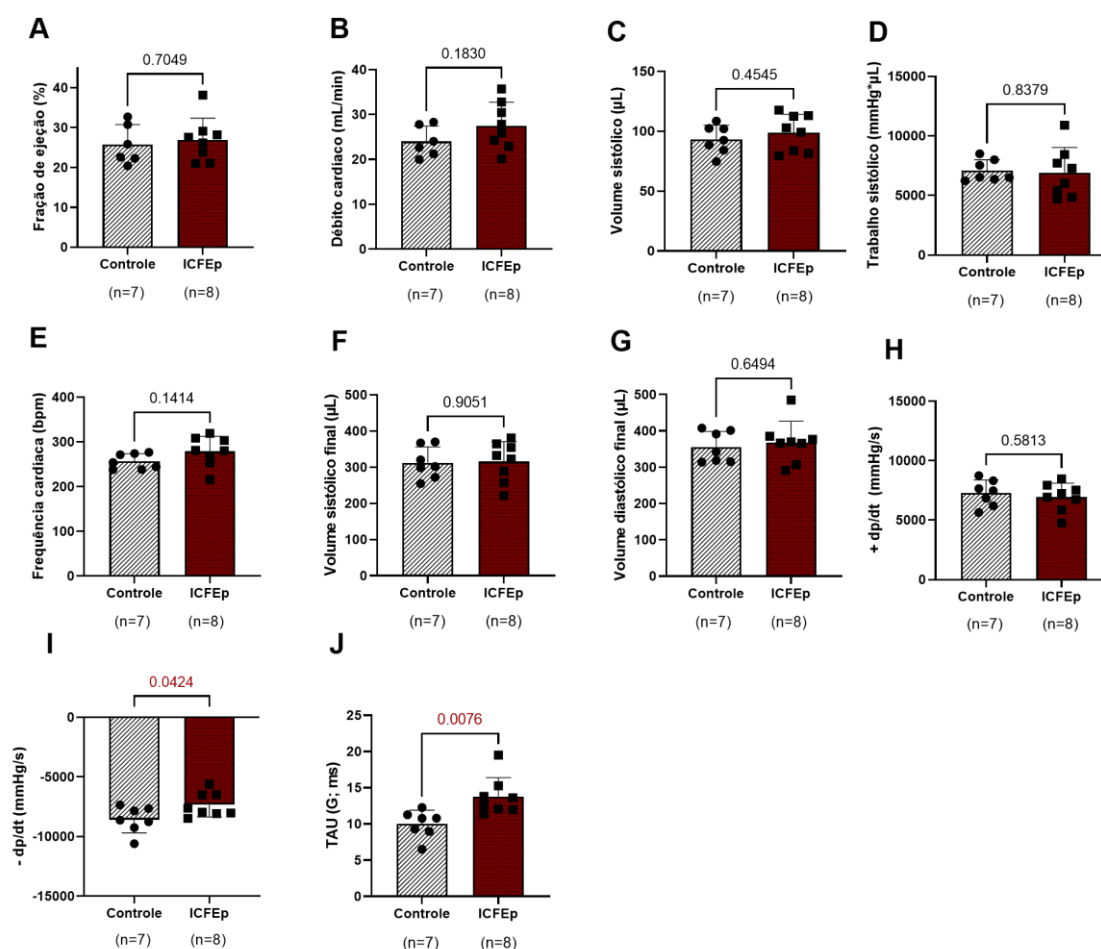 A
Fração de ejeção (%)
0.7049
40
30
20
10
0
Controle ICFEp
(n=7) (n=8)
B
Débito cardiaco (mL/min)
0.1830
40
30
20
10
0
Controle ICFEp
(n=7) (n=8)
C
Volume sistólico (µL)
0.4545
150
100
50
0
Controle ICFEp
(n=7) (n=8)
D
Trabalho sistólico (mmHg*µL)
0.8379
15000
10000
5000
0
Controle ICFEp
(n=7) (n=8)
E
Frequência cardiaca (bpm)
0.1414
400
300
200
100
0
Controle ICFEp
(n=7) (n=8)
F
Volume sistólico final (µL)
0.9051
500
400
300
200
100
0
Controle ICFEp
(n=7) (n=8)
G
Volume diastólico final (µL)
0.6494
500
400
300
200
100
0
Controle ICFEp
(n=7) (n=8)
H
+ dp/dt (mmHg/s)
0.5813
15000
10000
5000
0
Controle ICFEp
(n=7) (n=8)
I
- dp/dt (mmHg/s)
0.0424
0
-5000
-10000
-15000
Controle ICFEp
(n=7) (n=8)
J
TAU (G; ms)
0.0076
25
20
15
10
5
0
Controle ICFEp
(n=7) (n=8)